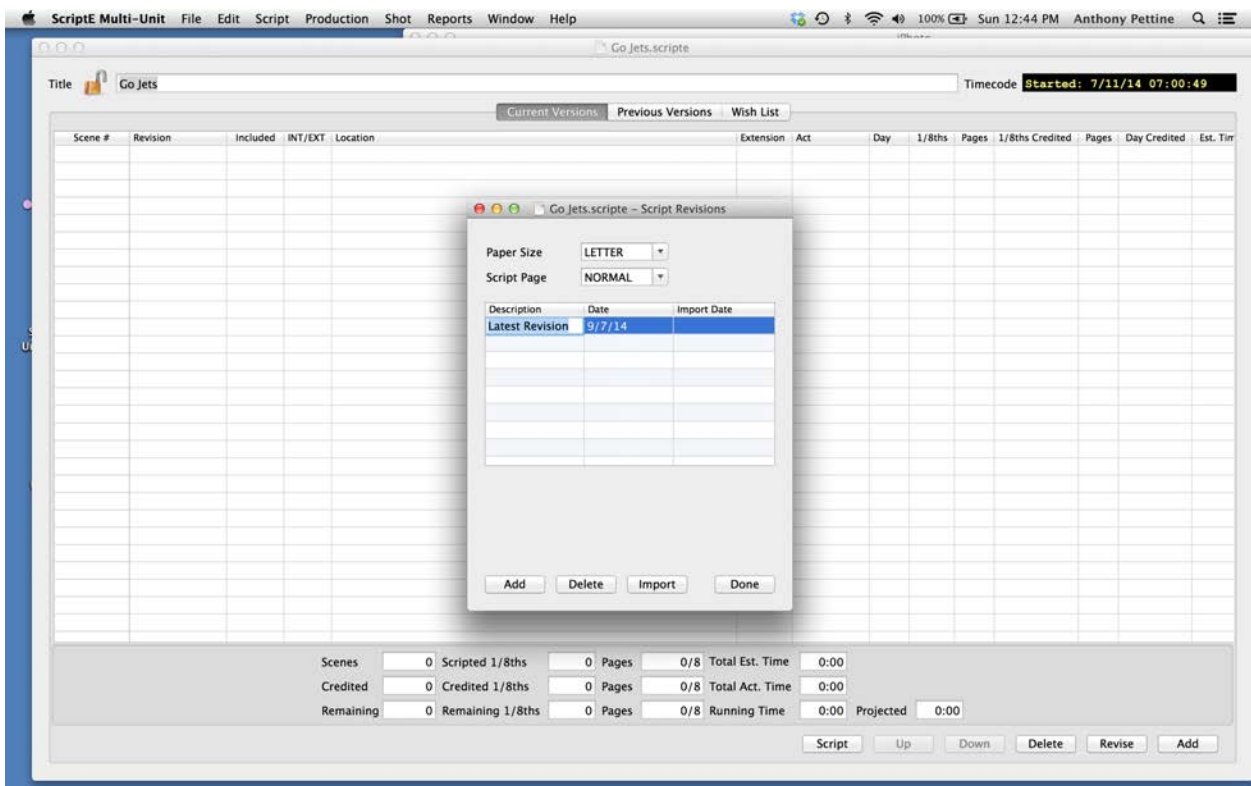 ScriptE Multi-Unit File Edit Script Production Shot Reports Window Help 100% Sun 12:44 PM Anthony Pettine
Go Jets.scripte
Title Go Jets Timecode Started: 7/11/14 07:00:49
Current Versions Previous Versions Wish List
Scene # Revision Included INT/EXT Location Extension Act Day 1/8ths Pages 1/8ths Credited Pages Day Credited Est. Tim
Go Jets.scripte – Script Revisions
Paper Size LETTER
Script Page NORMAL
Description Date Import Date
Latest Revision 9/7/14
Add Delete Import Done
Scenes 0 Scripted 1/8ths 0 Pages 0/8 Total Est. Time 0:00
Credited 0 Credited 1/8ths 0 Pages 0/8 Total Act. Time 0:00
Remaining 0 Remaining 1/8ths 0 Pages 0/8 Running Time 0:00 Projected 0:00
Script Up Down Delete Revise Add